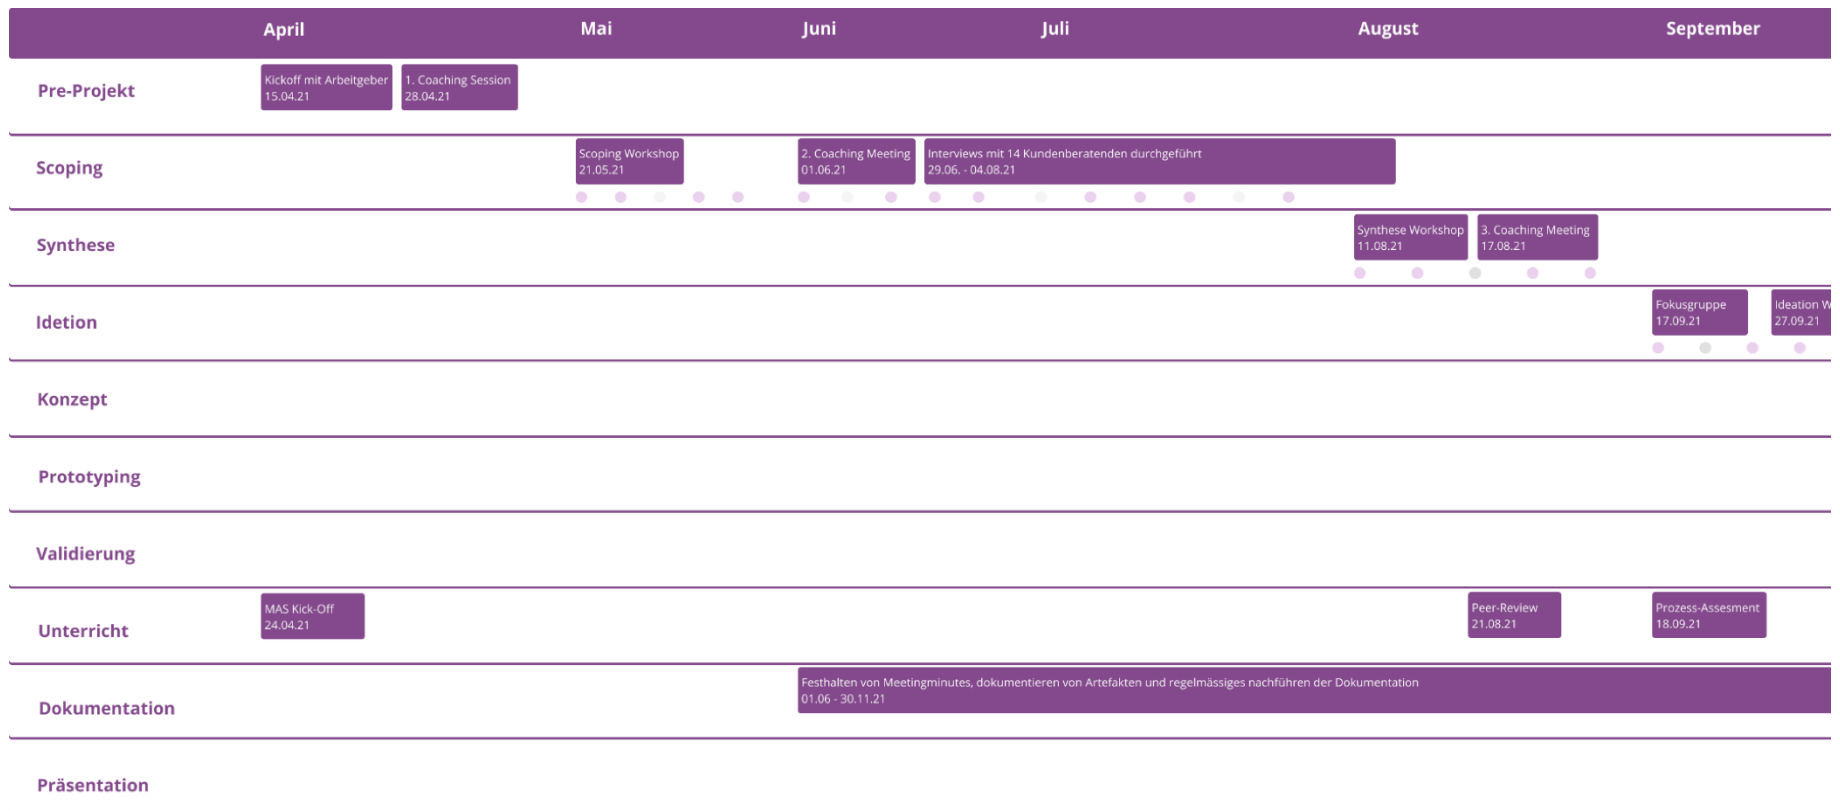 April Mai Juni Juli August September
Pre-Projekt
Kickoff mit Arbeitgeber
15.04.21
1. Coaching Session
28.04.21
Scoping
Scoping Workshop
21.05.21
2. Coaching Meeting
01.06.21
Interviews mit 14 Kundenberatenden durchgeführt
29.06. - 04.08.21
Synthese
Synthese Workshop
11.08.21
3. Coaching Meeting
17.08.21
Idetion
Fokusgruppe
17.09.21
Ideation W
27.09.21
Konzept
Prototyping
Validierung
Unterricht
MAS Kick-Off
24.04.21
Peer-Review
21.08.21
Prozess-Assesment
18.09.21
Dokumentation
Festhalten von Meetingminutes, dokumentieren von Artefakten und regelmässiges nachführen der Dokumentation
01.06 - 30.11.21
Präsentation